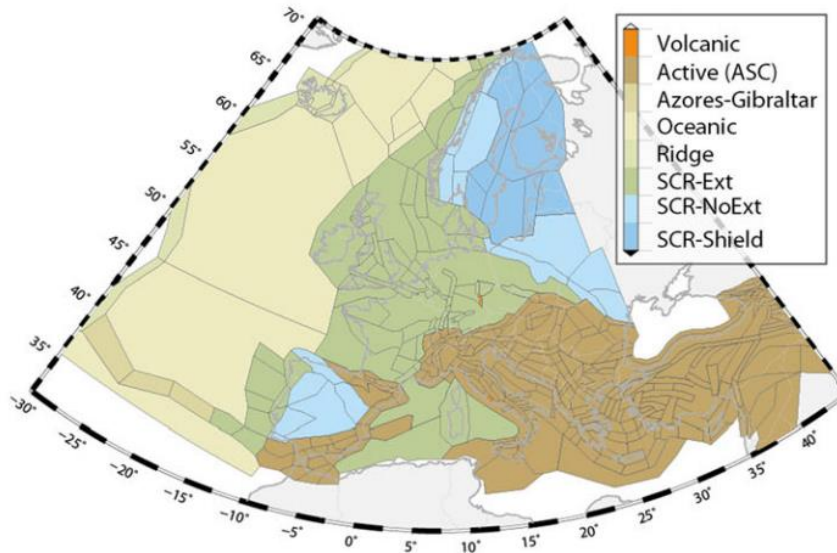 70°
65°
60°
55°
50°
45°
40°
35°
−30°
−25°
−20°
−15°
−10°
−5°
0°
5°
10°
15°
20°
25°
30°
35°
40°
Volcanic
Active (ASC)
Azores-Gibraltar
Oceanic
Ridge
SCR-Ext
SCR-NoExt
SCR-Shield